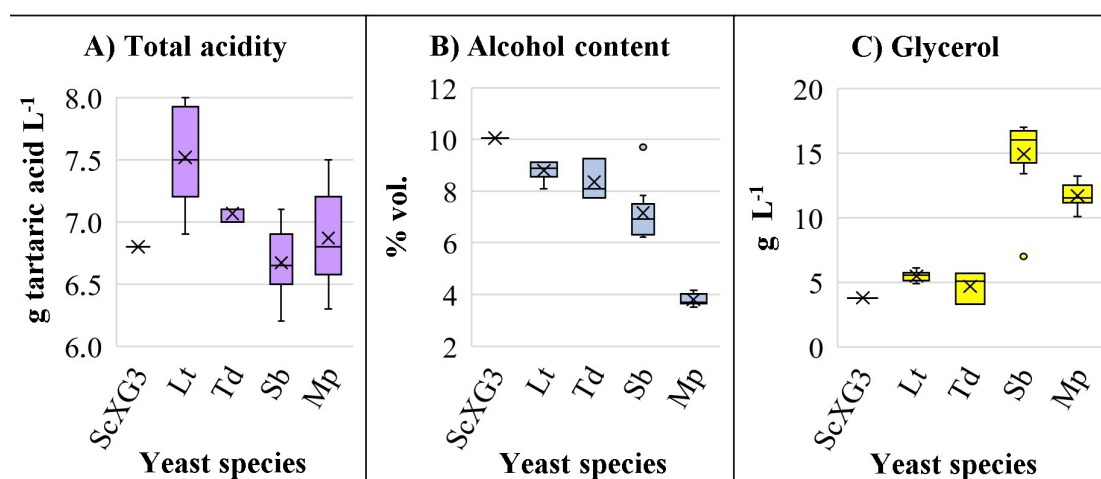 A) Total acidity
g tartaric acid L-1
8.0
7.5
7.0
6.5
6.0
ScXG3
Lt
Td
Sb
Mp
Yeast species
B) Alcohol content
% vol.
12
10
8
6
4
2
ScXG3
Lt
Td
Sb
Mp
Yeast species
C) Glycerol
g L-1
20
15
10
5
0
ScXG3
Lt
Td
Sb
Mp
Yeast species